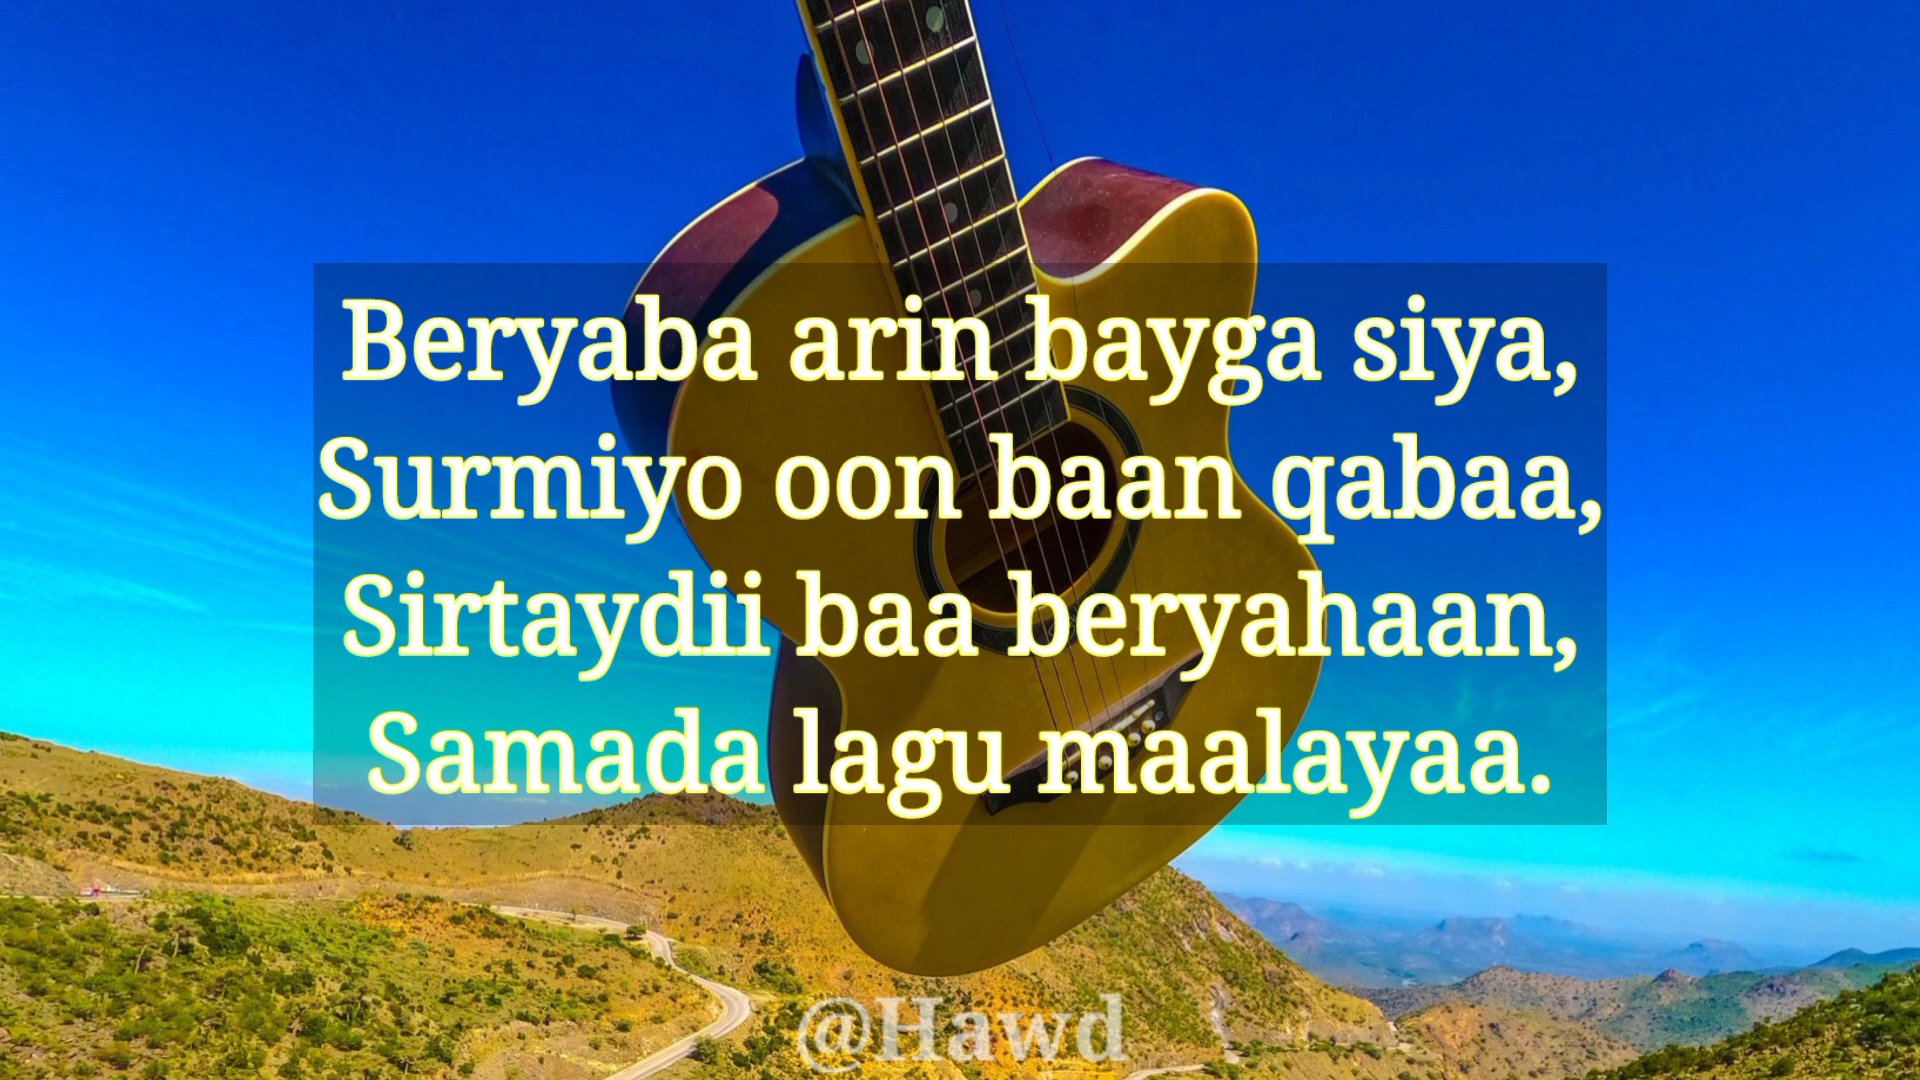 Beryaba arin bayga siya,
Surmiyo oon baan qabaa,
Sirtaydii baa beryahaan,
Samada lagu maalayaa.
@Hawd